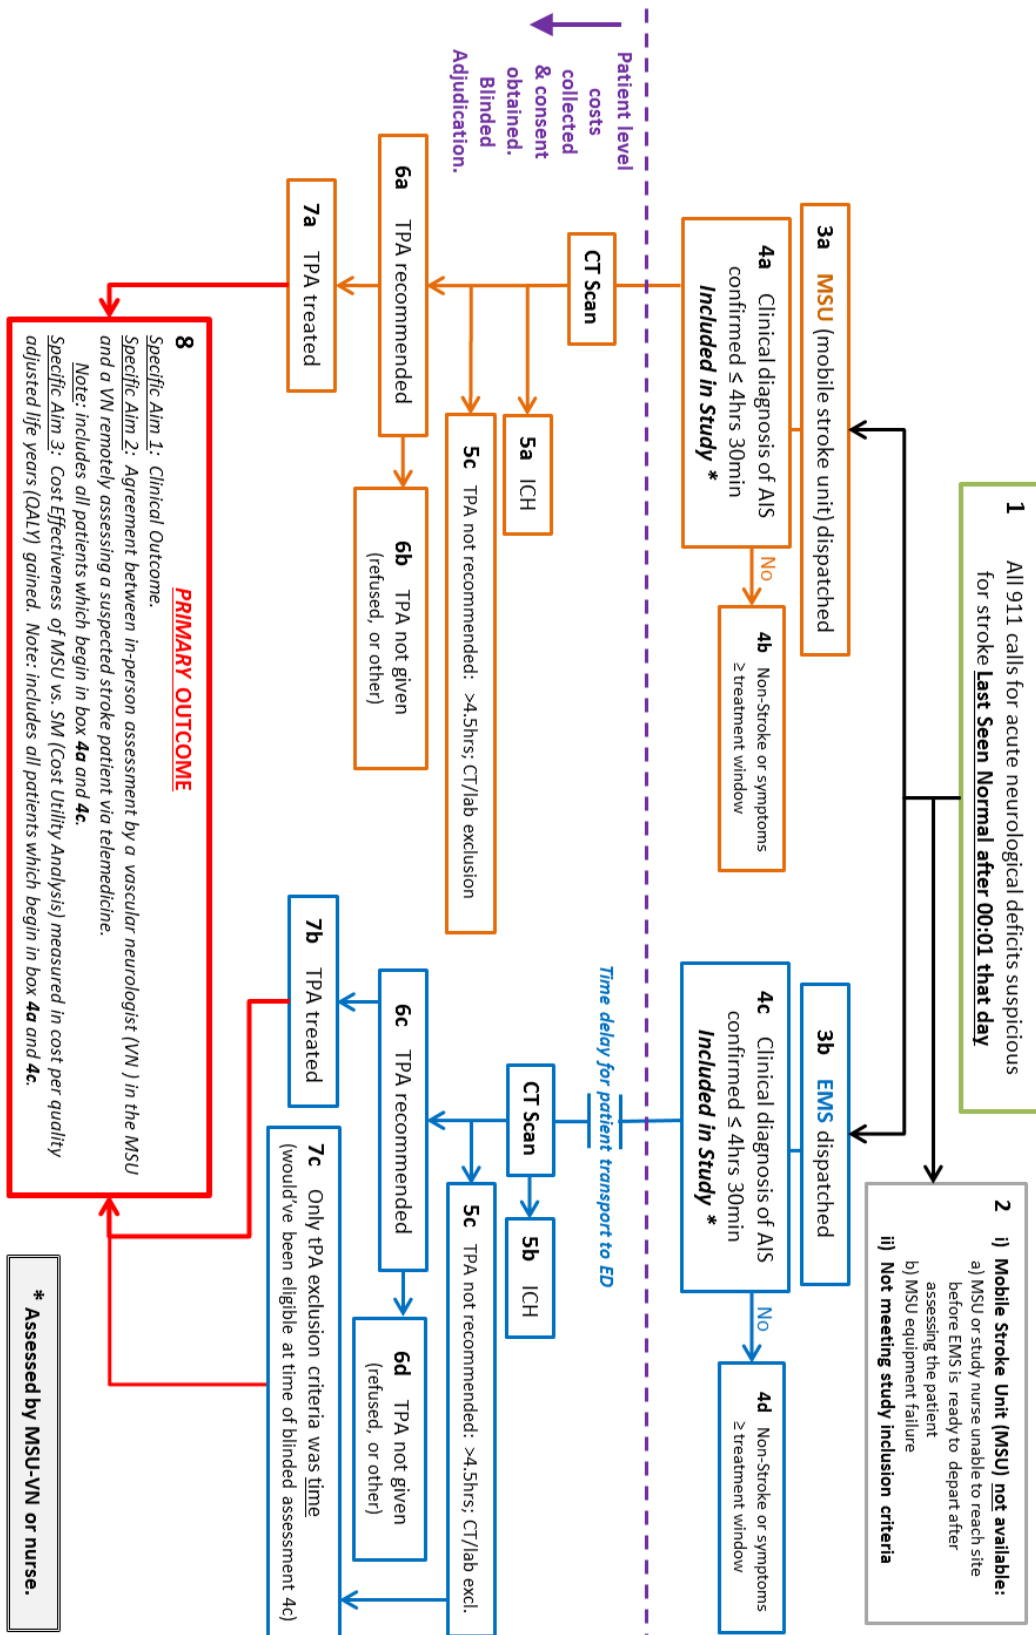 1 All 911 calls for acute neurological deficits suspicious
for stroke Last Seen Normal after 00:01 that day
2 i) Mobile Stroke Unit (MSU) not available:
a) MSU or study nurse unable to reach site
before EMS is ready to depart after
assessing the patient
b) MSU equipment failure
ii) Not meeting study inclusion criteria
3a MSU (mobile stroke unit) dispatched
3b EMS dispatched
4a Clinical diagnosis of AIS
confirmed ≤ 4hrs 30min
Included in Study *
No
4b Non-Stroke or symptoms
≥ treatment window
4c Clinical diagnosis of AIS
confirmed ≤ 4hrs 30min
Included in Study *
No
4d Non-Stroke or symptoms
≥ treatment window
Patient level
costs
collected
& consent
obtained.
Blinded
Adjudication.
Time delay for patient transport to ED
CT Scan
5a ICH
5c TPA not recommended: >4.5hrs; CT/lab exclusion
6a TPA recommended
6b TPA not given
(refused, or other)
7a TPA treated
CT Scan
5b ICH
5c TPA not recommended: >4.5hrs; CT/lab excl.
6c TPA recommended
6d TPA not given
(refused, or other)
7b TPA treated
7c Only tPA exclusion criteria was time
(would've been eligible at time of blinded assessment 4c)
8 PRIMARY OUTCOME
Specific Aim 1: Clinical Outcome.
Specific Aim 2: Agreement between in-person assessment by a vascular neurologist (VN ) in the MSU
and a VN remotely assessing a suspected stroke patient via telemedicine.
Note: includes all patients which begin in box 4a and 4c.
Specific Aim 3: Cost Effectiveness of MSU vs. SM (Cost Utility Analysis) measured in cost per quality
adjusted life years (QALY) gained. Note: includes all patients which begin in box 4a and 4c.
* Assessed by MSU-VN or nurse.